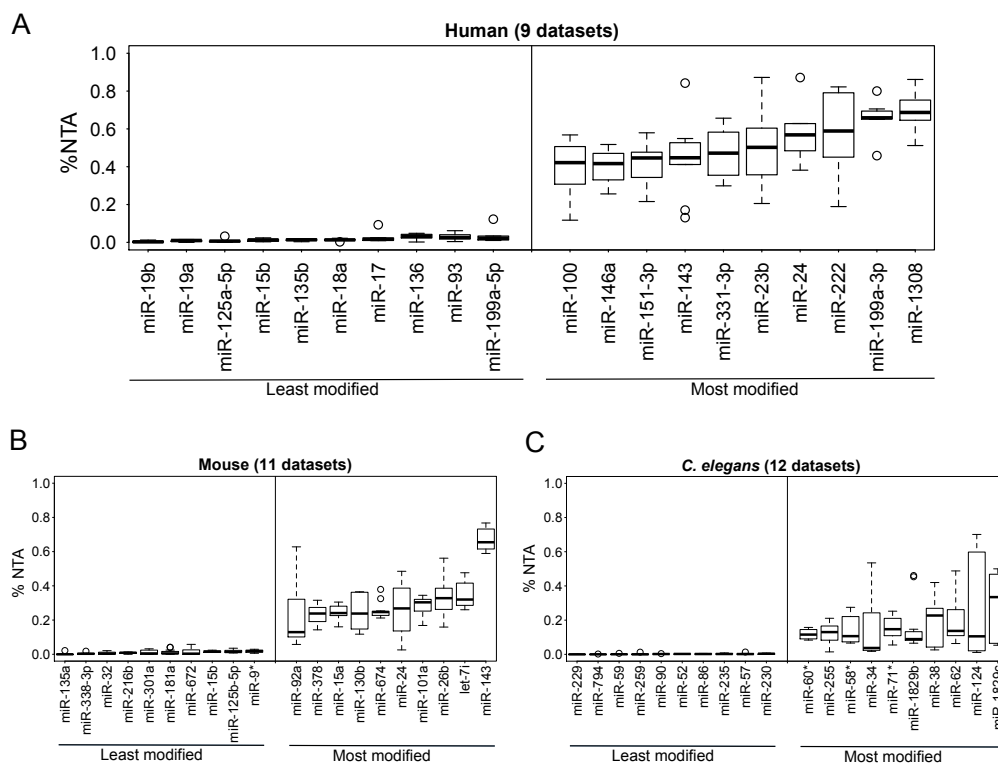 A
Human (9 datasets)
%NTA
1.0
0.8
0.6
0.4
0.2
0.0
miR-19b
miR-19a
miR-125a-5p
miR-15b
miR-135b
miR-18a
miR-17
miR-136
miR-93
miR-199a-5p
miR-100
miR-146a
miR-151-3p
miR-143
miR-331-3p
miR-23b
miR-24
miR-222
miR-199a-3p
miR-1308
Least modified
Most modified
B
Mouse (11 datasets)
% NTA
1.0
0.8
0.6
0.4
0.2
0.0
miR-135a
miR-338-3p
miR-32
miR-216b
miR-301a
miR-181a
miR-672
miR-15b
miR-125b-5p
miR-9*
miR-92a
miR-378
miR-15a
miR-130b
miR-674
miR-24
miR-101a
miR-26b
let-7i
miR-143
Least modified
Most modified
C
C. elegans (12 datasets)
% NTA
1.0
0.8
0.6
0.4
0.2
0.0
miR-229
miR-794
miR-59
miR-259
miR-90
miR-52
miR-86
miR-235
miR-57
miR-230
miR-60*
miR-255
miR-58*
miR-34
miR-71*
miR-1829b
miR-38
miR-62
miR-124
Least modified
Most modified